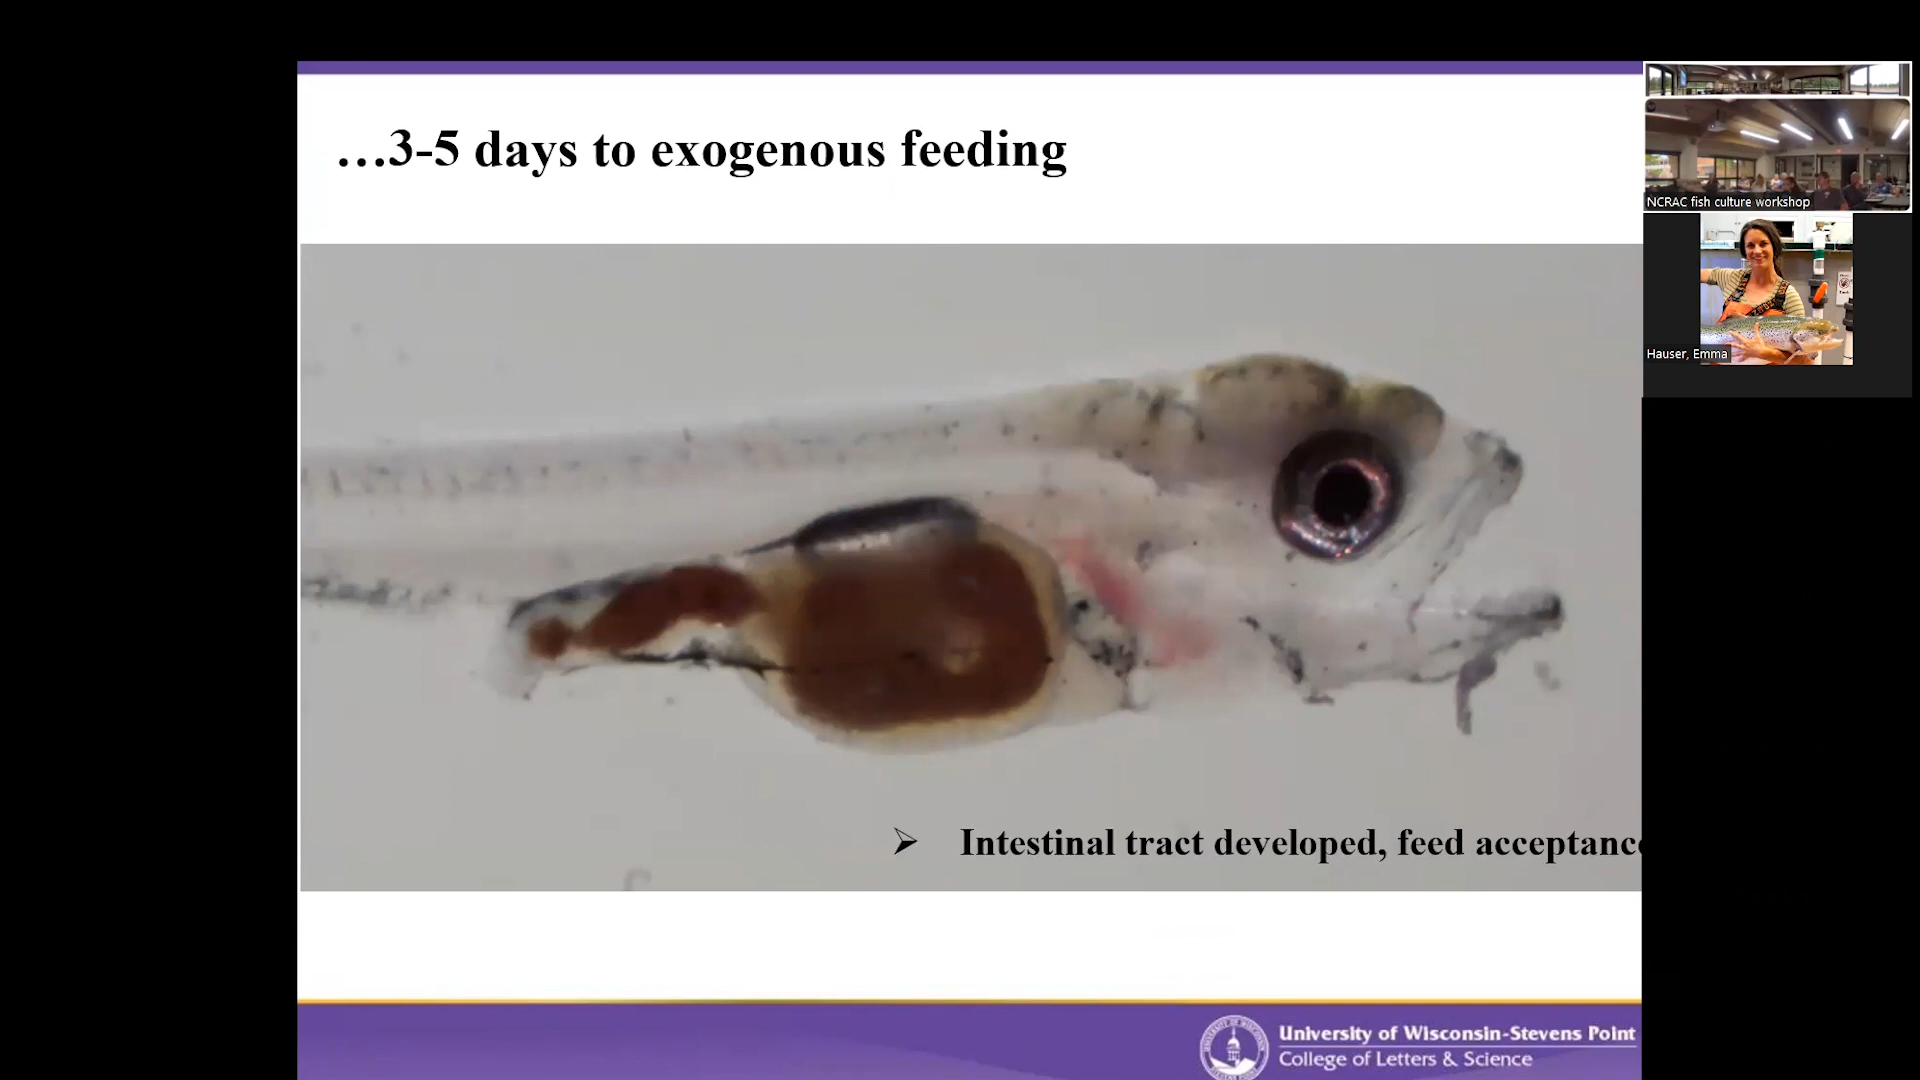 …3-5 days to exogenous feeding
NCRAC fish culture workshop
Hauser, Emma
➢ Intestinal tract developed, feed acceptance
University of Wisconsin-Stevens Point
College of Letters & Science